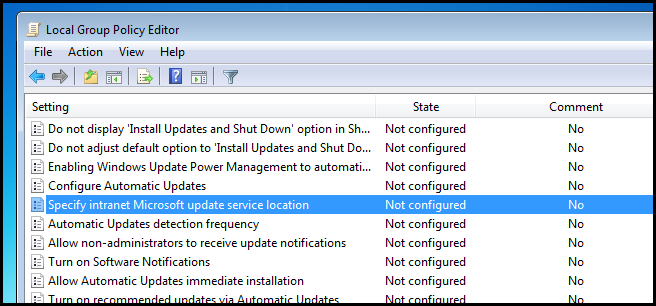 Local Group Policy Editor
File Action View Help
Setting State Comment
Do not display 'Install Updates and Shut Down' option in Sh... Not configured No
Do not adjust default option to 'Install Updates and Shut Do... Not configured No
Enabling Windows Update Power Management to automati... Not configured No
Configure Automatic Updates Not configured No
Specify intranet Microsoft update service location Not configured No
Automatic Updates detection frequency Not configured No
Allow non-administrators to receive update notifications Not configured No
Turn on Software Notifications Not configured No
Allow Automatic Updates immediate installation Not configured No
Turn on recommended updates via Automatic Updates Not configured No